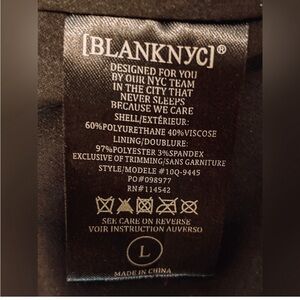 [BLANKNYC]®
DESIGNED FOR YOU
BY OUR NYC TEAM
IN THE CITY THAT
NEVER SLEEPS
BECAUSE WE CARE
SHELL/EXTÉRIEUR:
60%POLYURETHANE 40%VISCOSE
LINING/DOUBLURE:
97%POLYESTER 3%SPANDEX
EXCLUSIVE OF TRIMMING/SANS GARNITURE
STYLE/MODELE #10Q-9445
PO#098977
RN#114542
SEE CARE ON REVERSE
VOIR INSTRUCTION AUVERSO
L
MADE IN CHINA